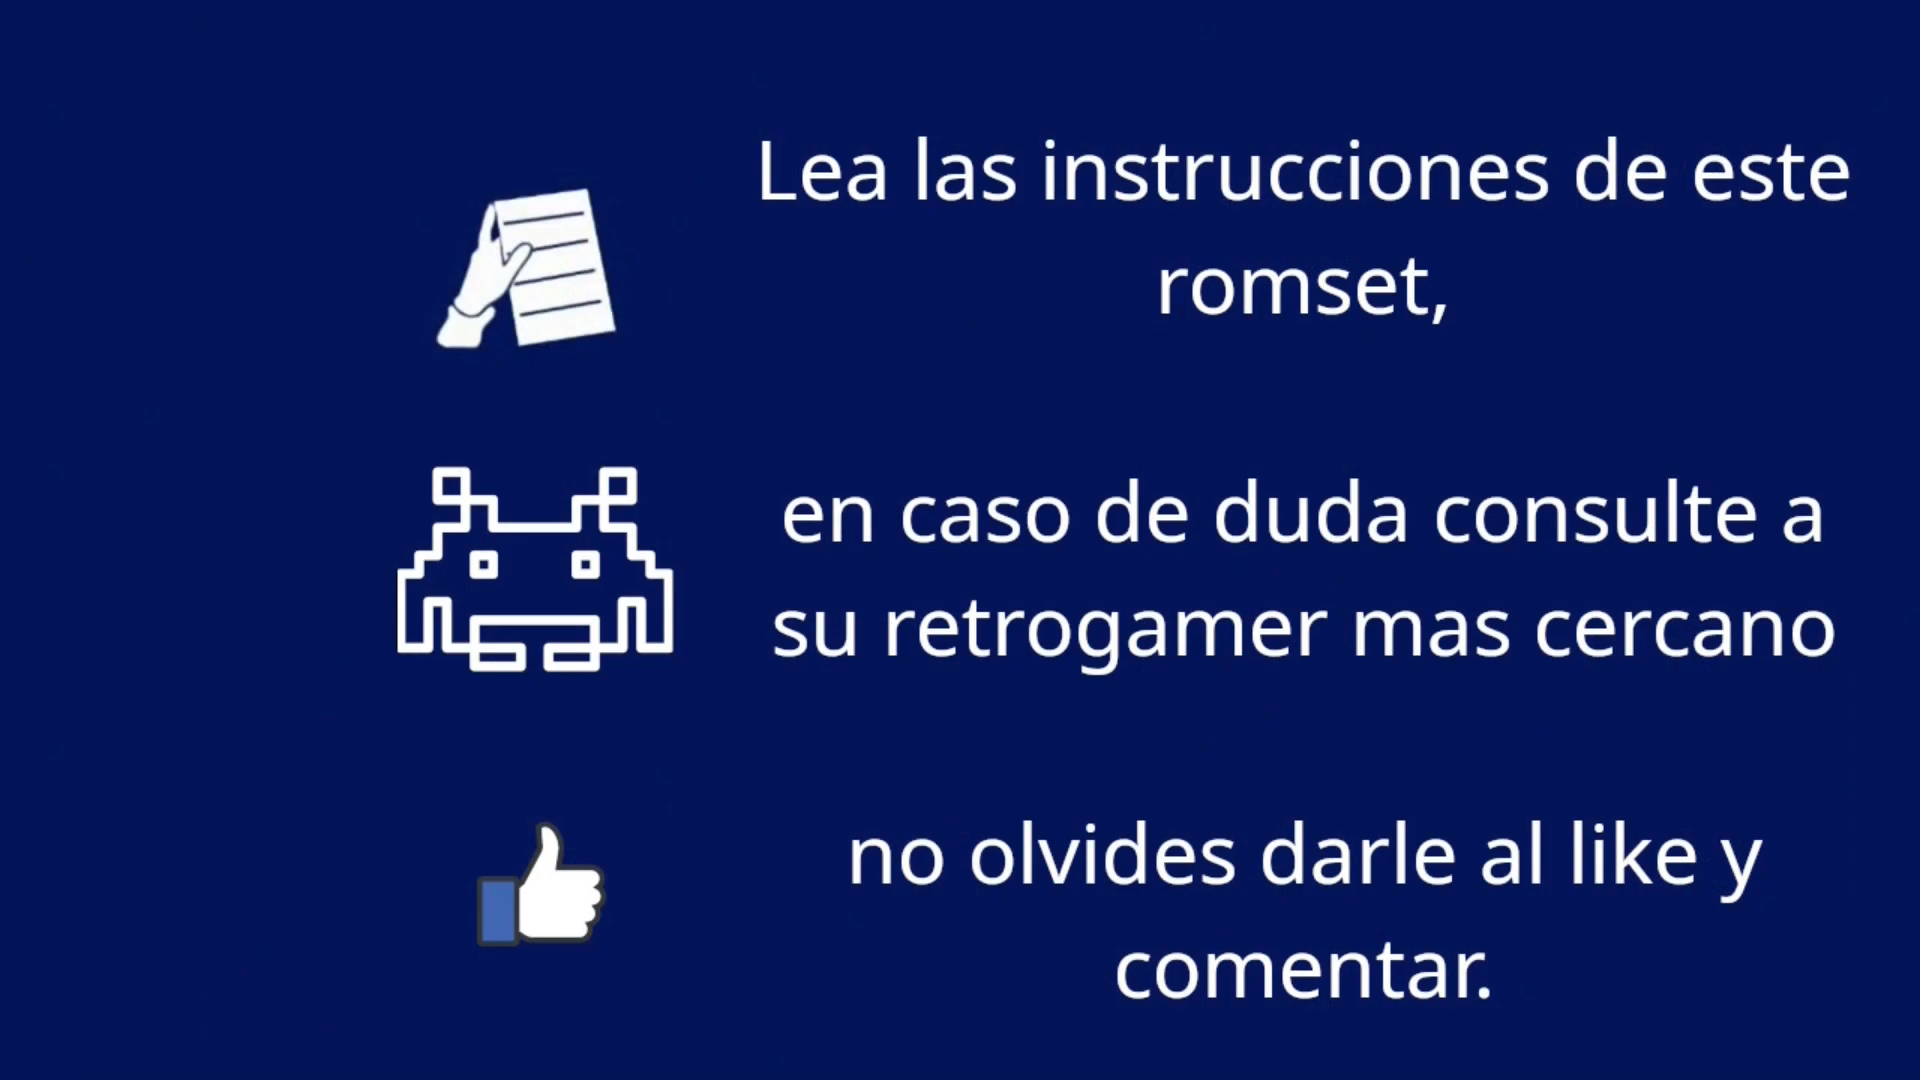 Lea las instrucciones de este
romset,
en caso de duda consulte a
su retrogamer mas cercano
no olvides darle al like y
comentar.